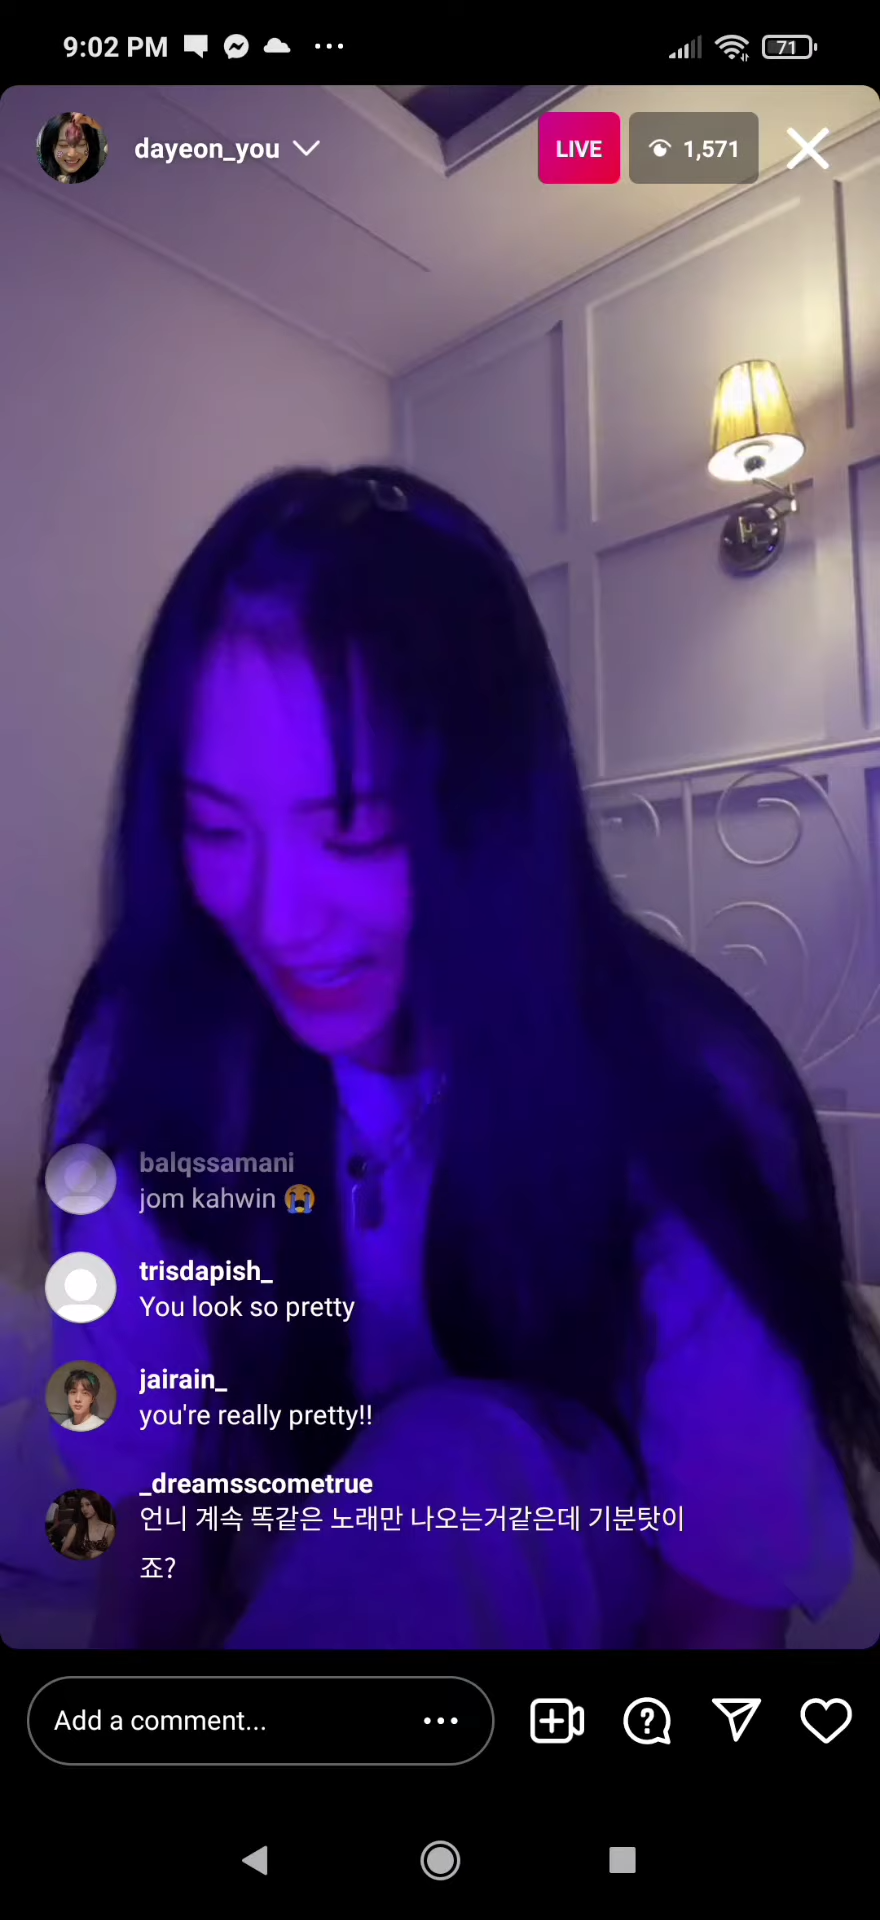 9:02 PM
71
dayeon_you
LIVE
1,571
balqssamani
jom kahwin 😭
trisdapish_
You look so pretty
jairain_
you're really pretty!!
_dreamsscometrue
언니 계속 똑같은 노래만 나오는거같은데 기분탓이
죠?
Add a comment...